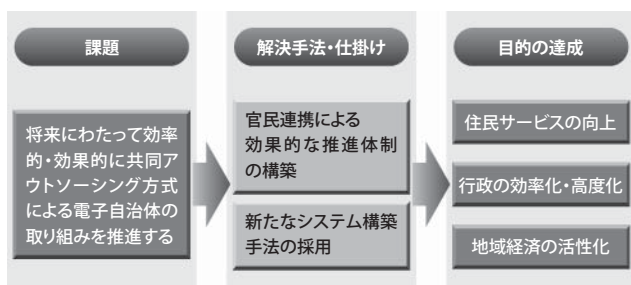 課題
将来にわたって効率
的・効果的に共同ア
ウトソーシング方式
による電子自治体の
取り組みを推進する
解決手法・仕掛け
官民連携による
効果的な推進体制
の構築
新たなシステム構築
手法の採用
目的の達成
住民サービスの向上
行政の効率化・高度化
地域経済の活性化